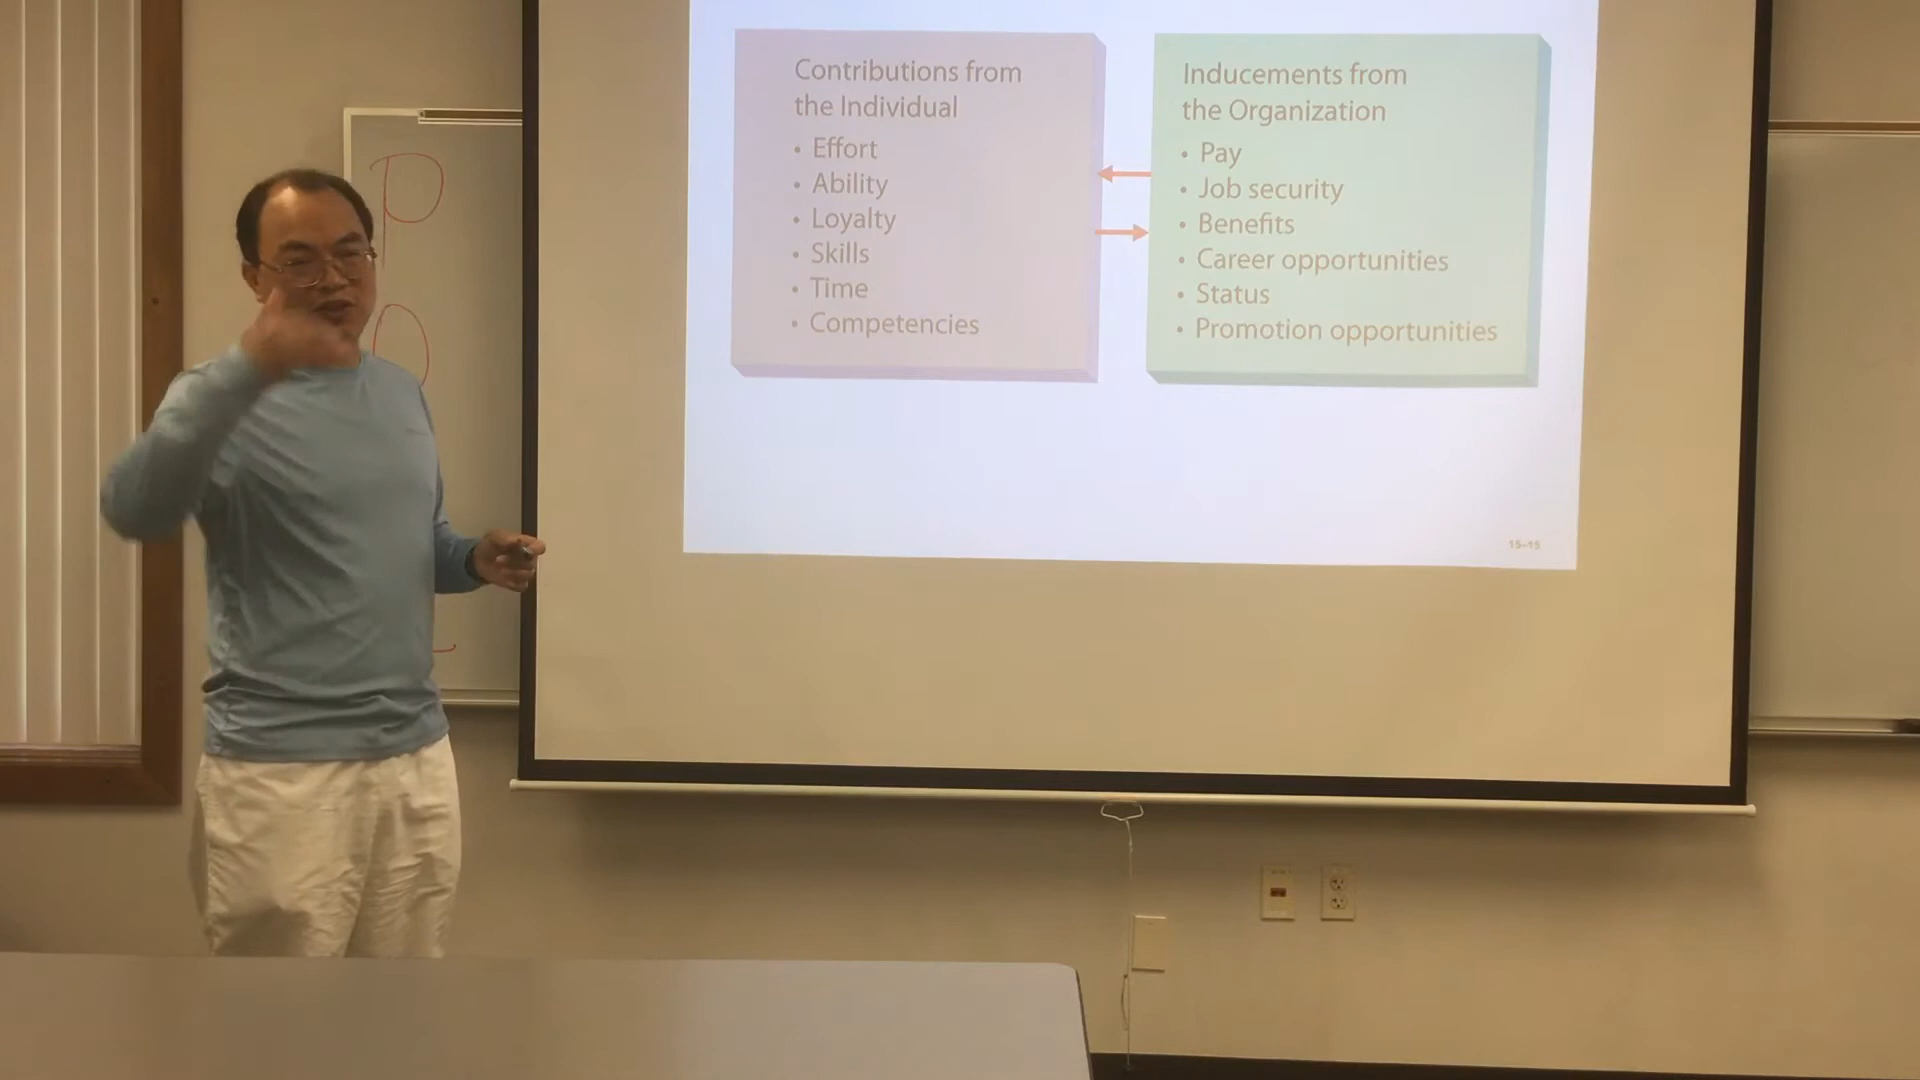 Contributions from
the Individual
• Effort
• Ability
• Loyalty
• Skills
• Time
• Competencies
Inducements from
the Organization
• Pay
• Job security
• Benefits
• Career opportunities
• Status
• Promotion opportunities
15–15
P